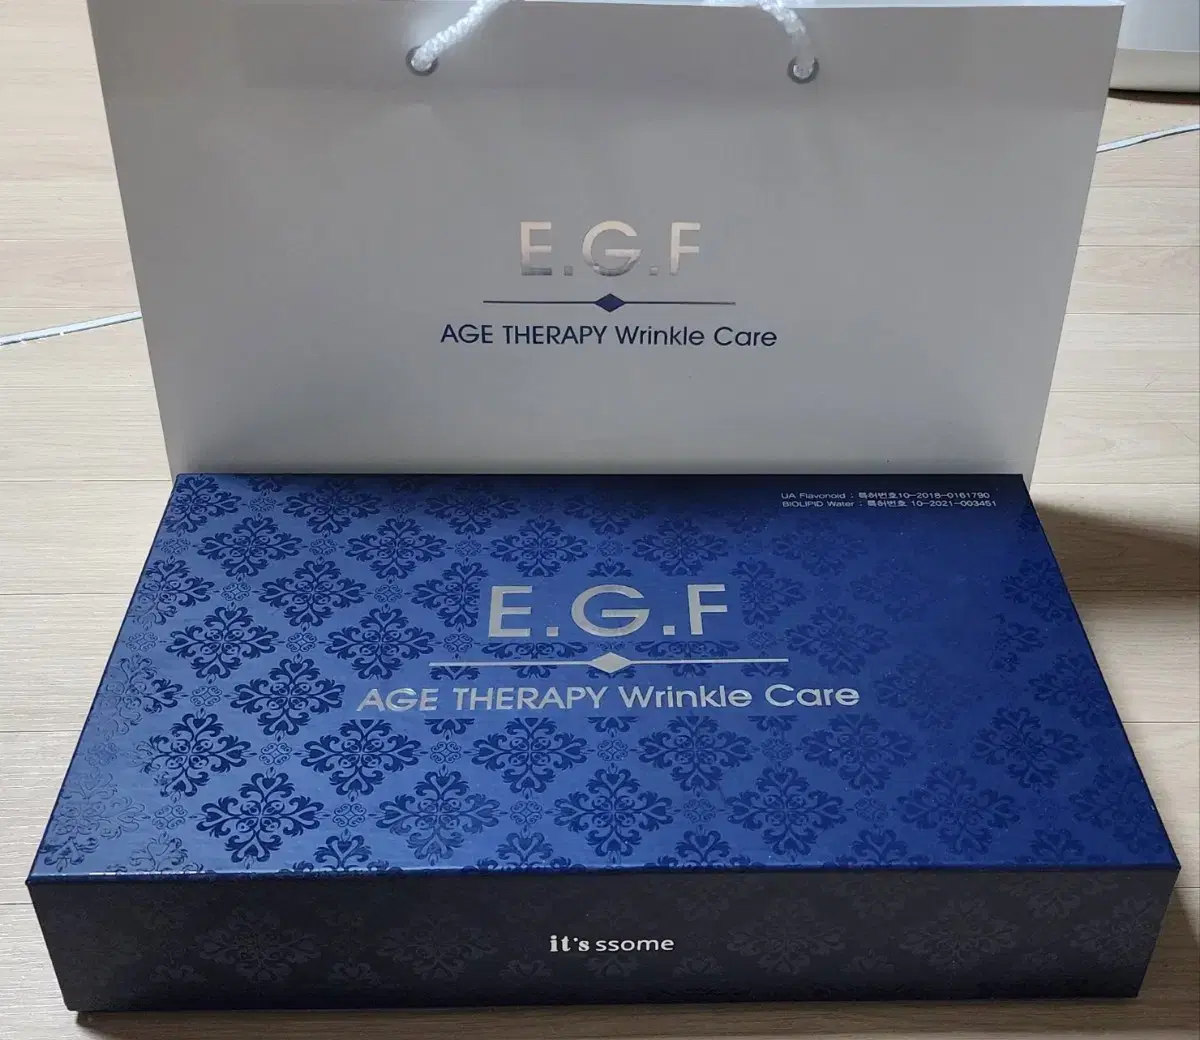 E.G.F
AGE THERAPY Wrinkle Care
UA Flavonoid : 특허번호10-2018-0161790
BIOLIPID Water : 특허번호 10-2021-003451
E.G.F
AGE THERAPY Wrinkle Care
it's ssome